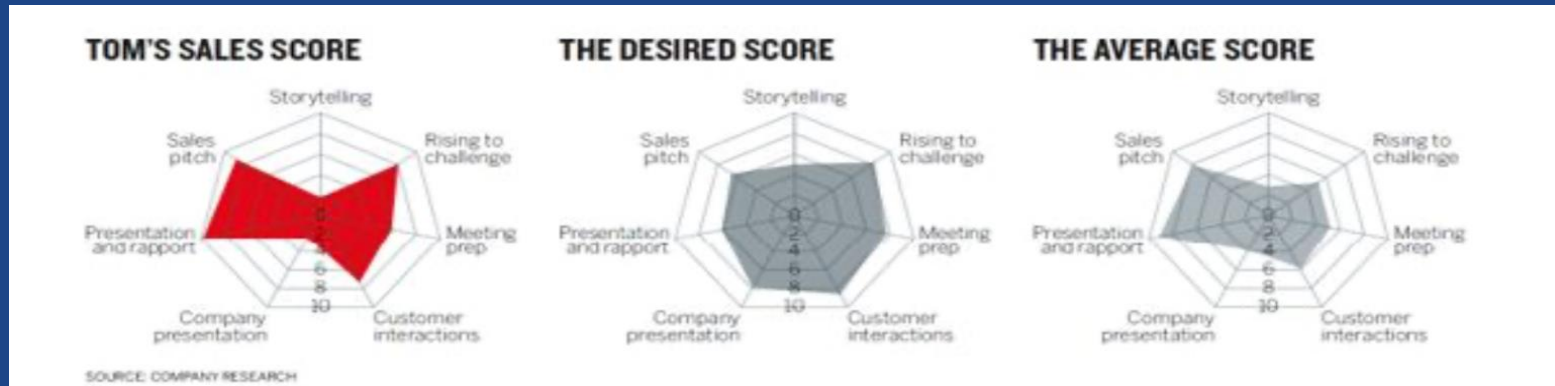 TOM'S SALES SCORE
Storytelling
Sales
pitch
Rising to
challenge
Presentation
and rapport
Meeting
prep
Company
presentation
Customer
interactions
0
2
4
6
8
10
THE DESIRED SCORE
Storytelling
Sales
pitch
Rising to
challenge
Presentation
and rapport
Meeting
prep
Company
presentation
Customer
interactions
0
2
4
6
8
10
THE AVERAGE SCORE
Storytelling
Sales
pitch
Rising to
challenge
Presentation
and rapport
Meeting
prep
Company
presentation
Customer
interactions
0
2
4
6
8
10
SOURCE: COMPANY RESEARCH